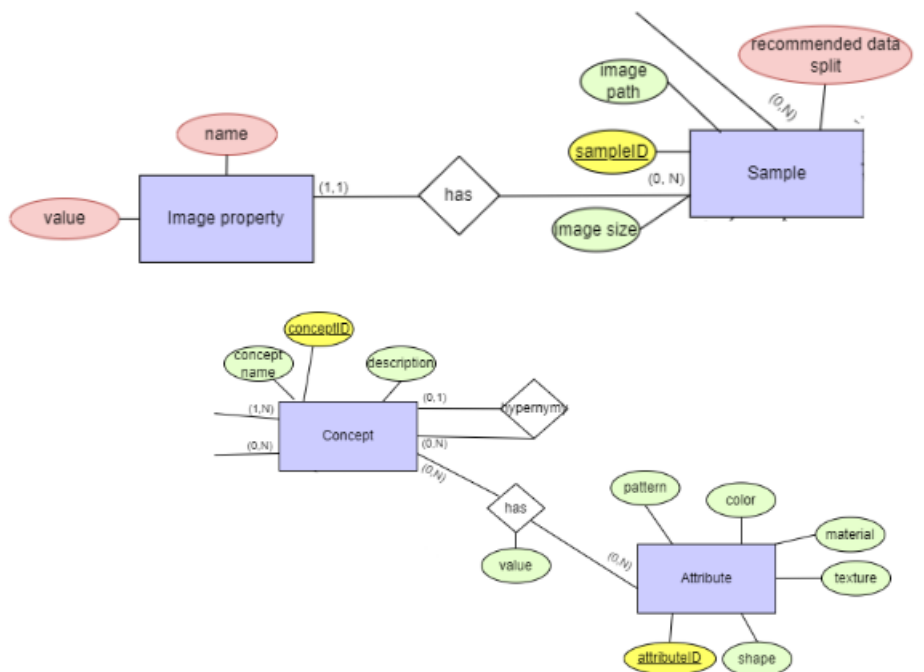 recommended data
split
image
path
(0,N)
name
sampleID
Sample
(1,1)
has
(0, N)
value
Image property
image size
conceptID
concept
name
description
(1,N)
(0,1)
hypernymy
Concept
(0,N)
(0,N)
(0,N)
pattern
color
has
material
value
(0,N)
Attribute
texture
attributeID
shape